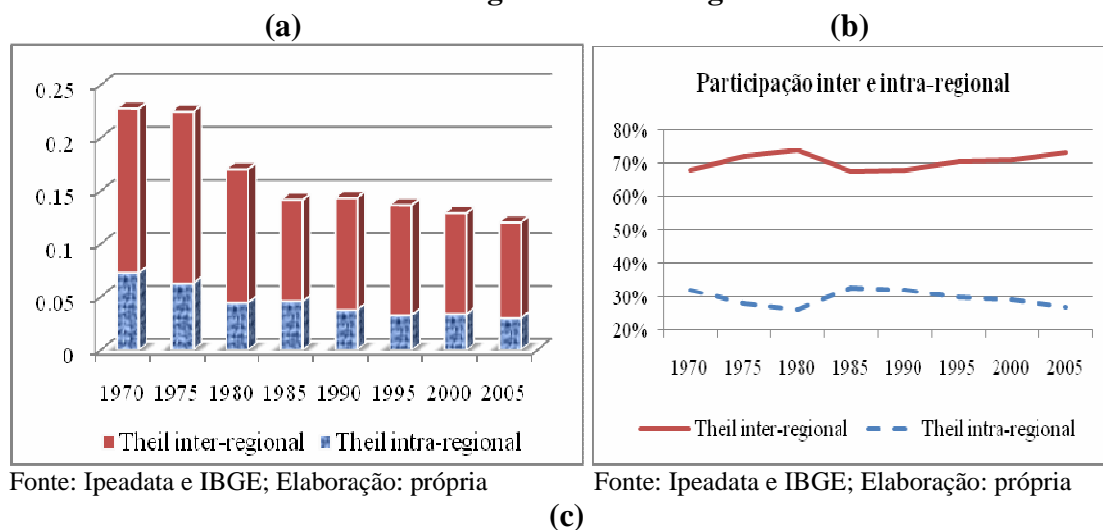 (a)
(b)
0.25
0.2
0.15
0.1
0.05
0
1970 1975 1980 1985 1990 1995 2000 2005
Theil inter-regional Theil intra-regional
Participação inter e intra-regional
80%
70%
60%
50%
40%
30%
20%
1970 1975 1980 1985 1990 1995 2000 2005
Theil inter-regional Theil intra-regional
Fonte: Ipeadata e IBGE; Elaboração: própria
Fonte: Ipeadata e IBGE; Elaboração: própria
(c)